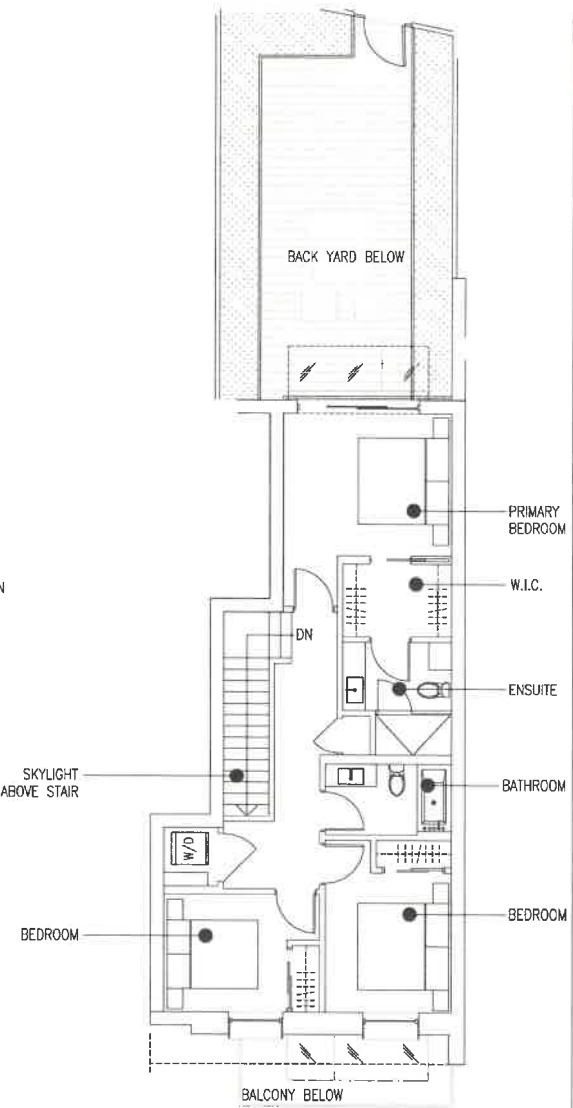 BACK YARD BELOW
PRIMARY
BEDROOM
N
W.I.C.
DN
ENSUITE
SKYLIGHT
ABOVE STAIR
BATHROOM
W/D
BEDROOM
BEDROOM
BALCONY BELOW